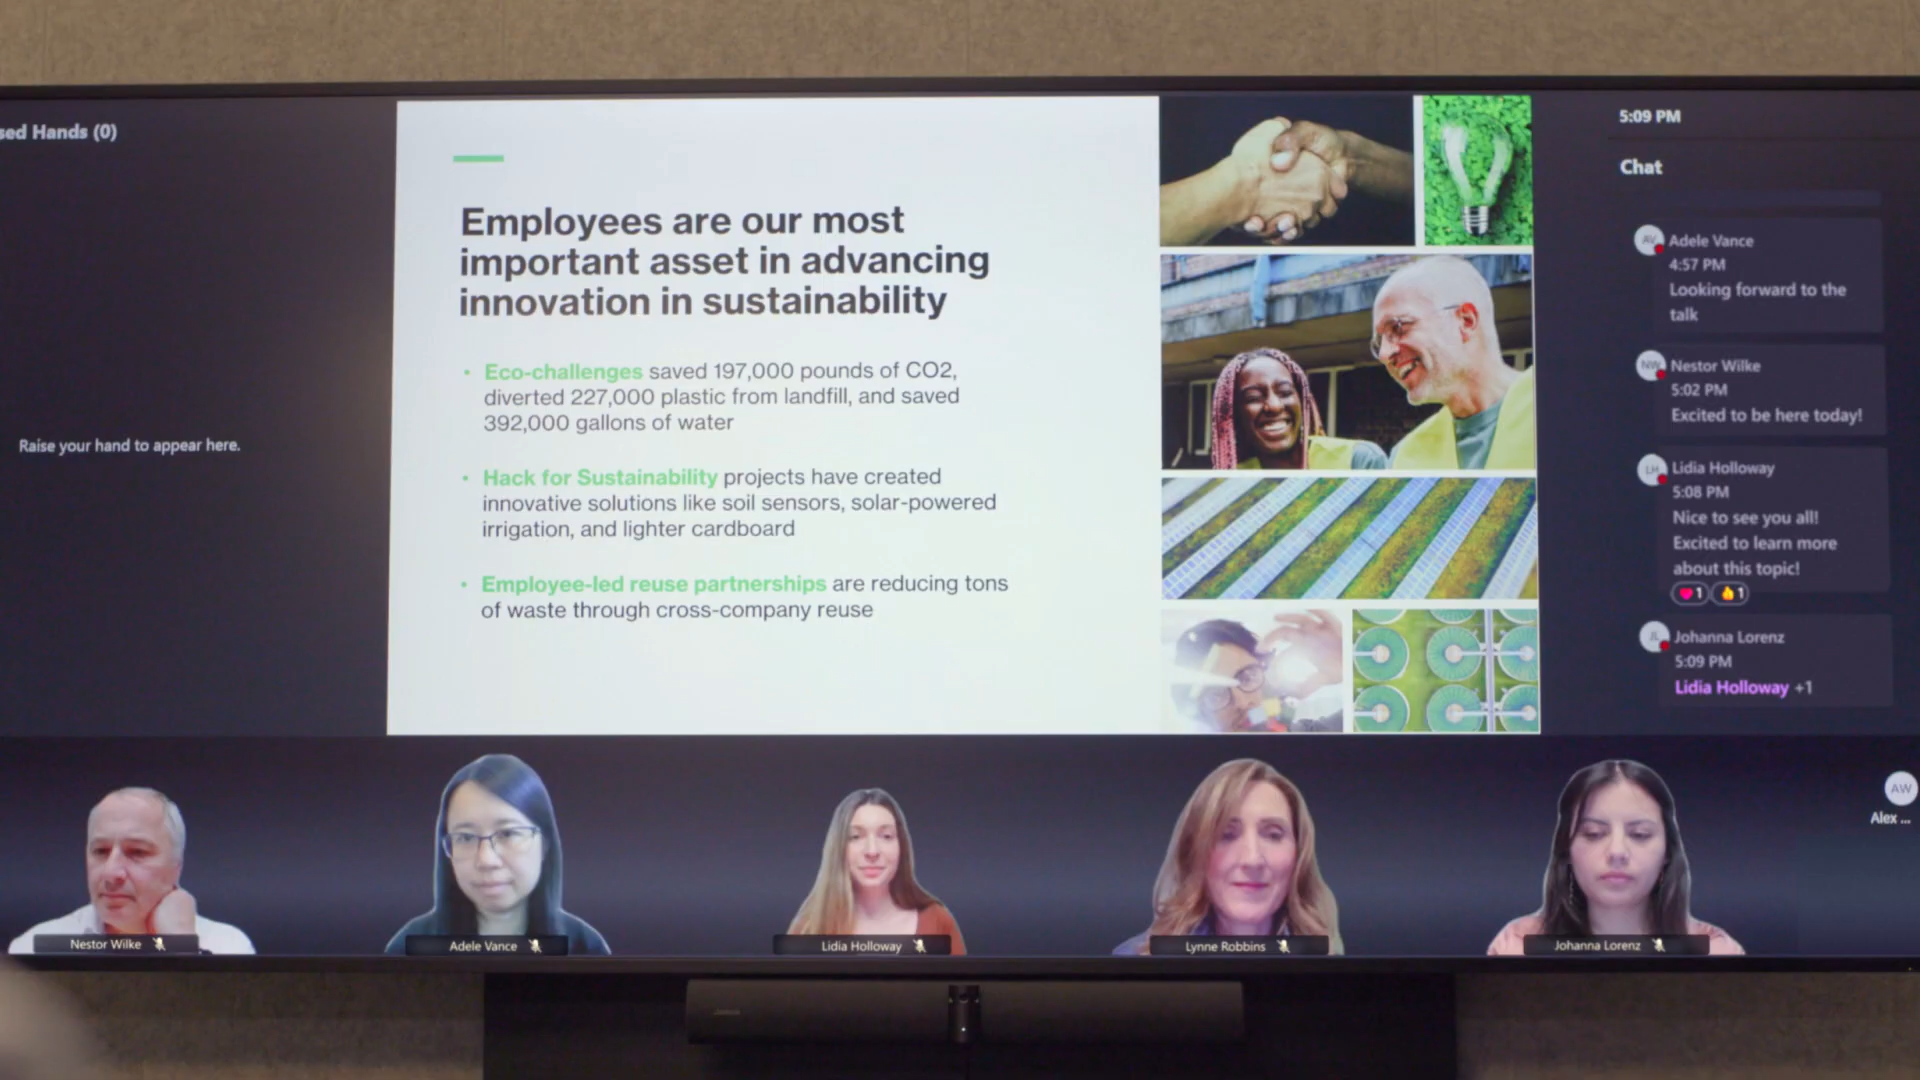 sed Hands (0)
Raise your hand to appear here.
Employees are our most
important asset in advancing
innovation in sustainability
• Eco-challenges saved 197,000 pounds of CO2,
diverted 227,000 plastic from landfill, and saved
392,000 gallons of water
• Hack for Sustainability projects have created
innovative solutions like soil sensors, solar-powered
irrigation, and lighter cardboard
• Employee-led reuse partnerships are reducing tons
of waste through cross-company reuse
5:09 PM
Chat
AV
Adele Vance
4:57 PM
Looking forward to the
talk
NW
Nestor Wilke
5:02 PM
Excited to be here today!
LH
Lidia Holloway
5:08 PM
Nice to see you all!
Excited to learn more
about this topic!
1 1
JL
Johanna Lorenz
5:09 PM
Lidia Holloway +1
Nestor Wilke
Adele Vance
Lidia Holloway
Lynne Robbins
Johanna Lorenz
AW
Alex ...